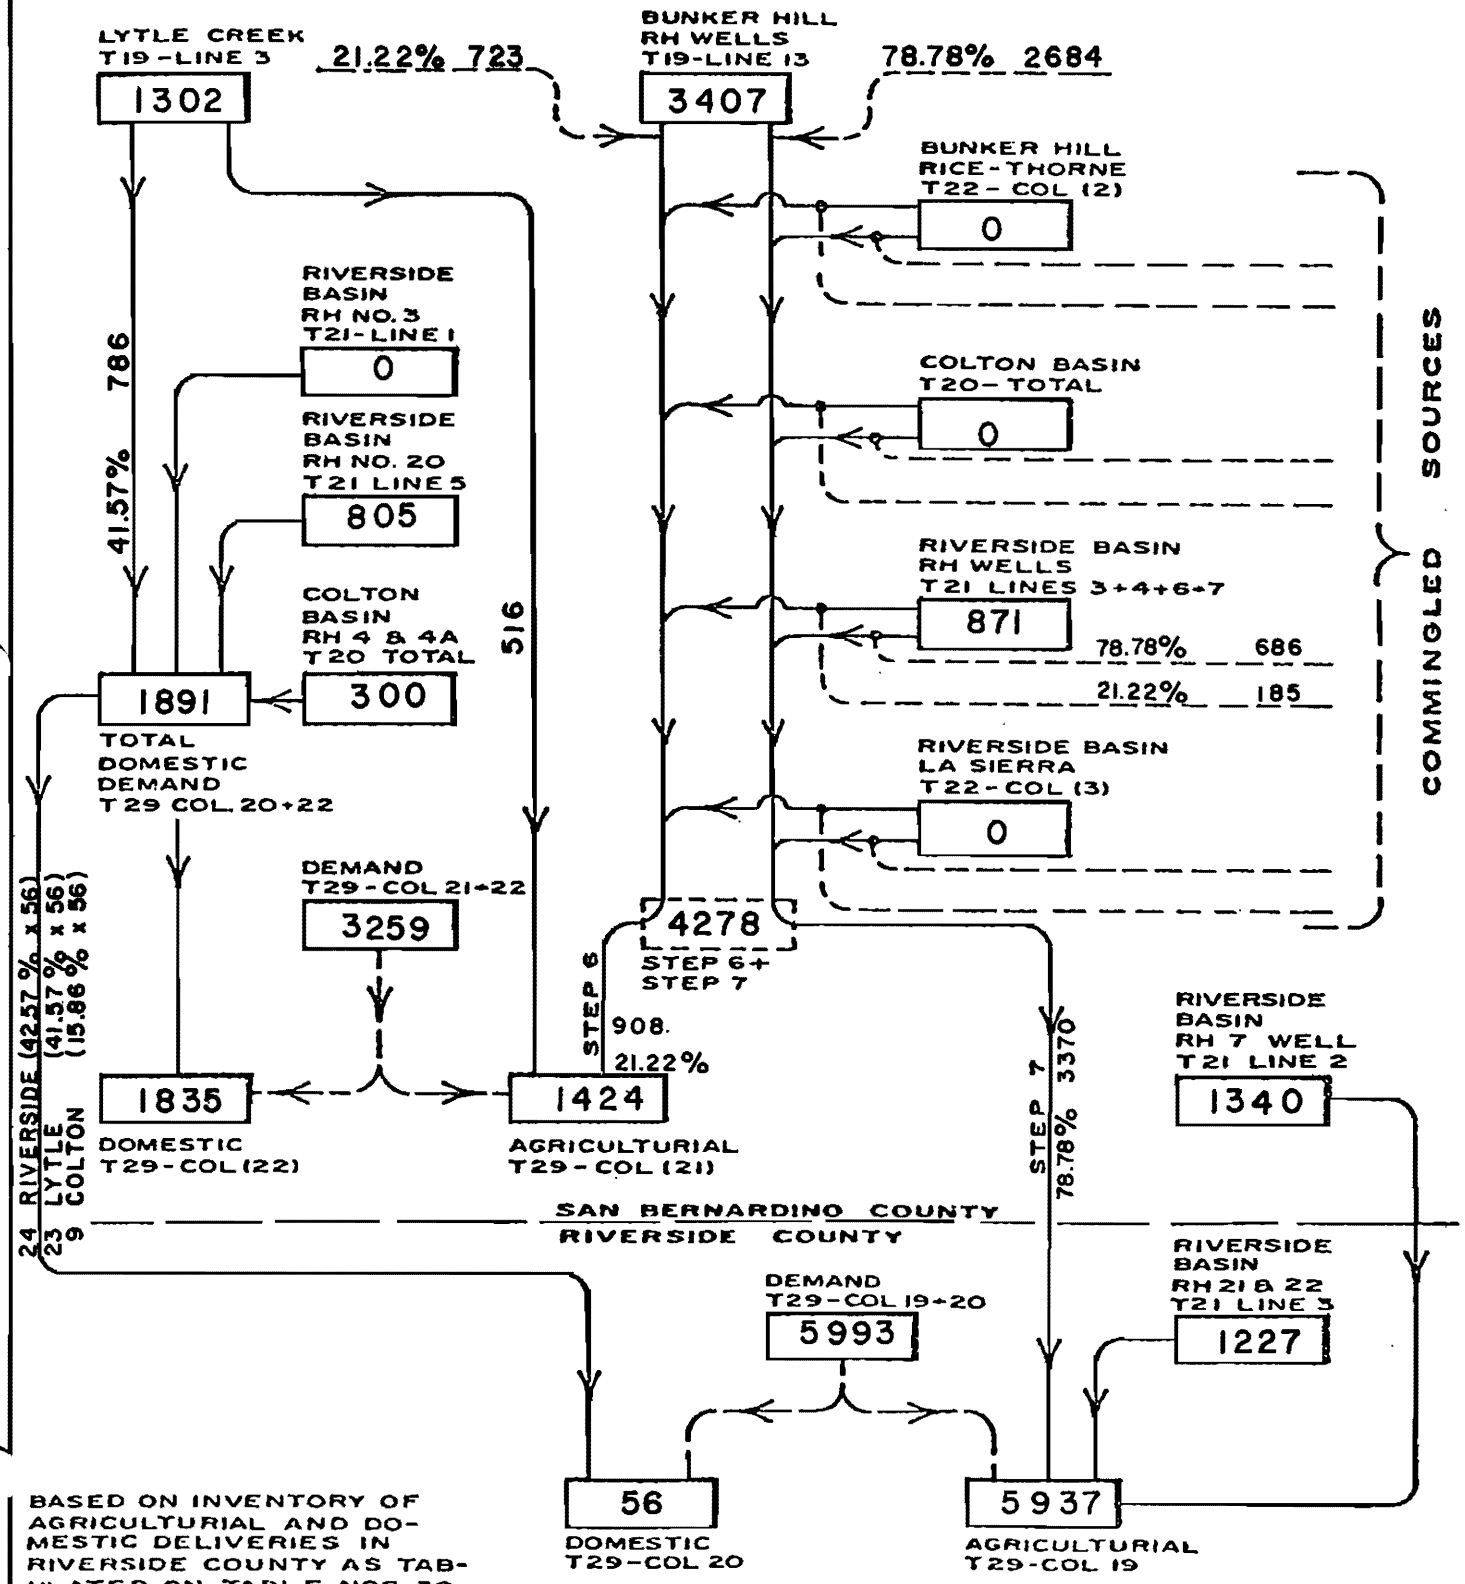 LYTLE CREEK
T19-LINE 3
1302
21.22% 723
BUNKER HILL
RH WELLS
T19-LINE 13
3407
78.78% 2684
BUNKER HILL
RICE-THORNE
T22-COL (2)
0
RIVERSIDE
BASIN
RH NO. 3
T21-LINE 1
0
786
41.57%
RIVERSIDE
BASIN
RH NO. 20
T21 LINE 5
805
COLTON BASIN
T20-TOTAL
0
COMMINGLED SOURCES
RIVERSIDE BASIN
RH WELLS
T21 LINES 3+4+6+7
871
78.78% 686
21.22% 185
COLTON
BASIN
RH 4 & 4A
T20 TOTAL
300
516
1891
TOTAL
DOMESTIC
DEMAND
T29 COL. 20+22
RIVERSIDE BASIN
LA SIERRA
T22-COL (3)
0
DEMAND
T29-COL 21+22
3259
4278
STEP 6+
STEP 7
STEP 6
908.
21.22%
24 RIVERSIDE (42.57% x 56)
23 LYTLE (41.57% x 56)
9 COLTON (15.86% x 56)
1835
DOMESTIC
T29-COL (22)
1424
AGRICULTURIAL
T29-COL (21)
STEP 7
78.78% 3370
RIVERSIDE
BASIN
RH 7 WELL
T21 LINE 2
1340
SAN BERNARDINO COUNTY
RIVERSIDE COUNTY
DEMAND
T29-COL 19+20
5993
RIVERSIDE
BASIN
RH 21 & 22
T21 LINE 3
1227
56
DOMESTIC
T29-COL 20
5937
AGRICULTURIAL
T29-COL 19
BASED ON INVENTORY OF
AGRICULTURIAL AND DO-
MESTIC DELIVERIES IN
RIVERSIDE COUNTY AS TAB-